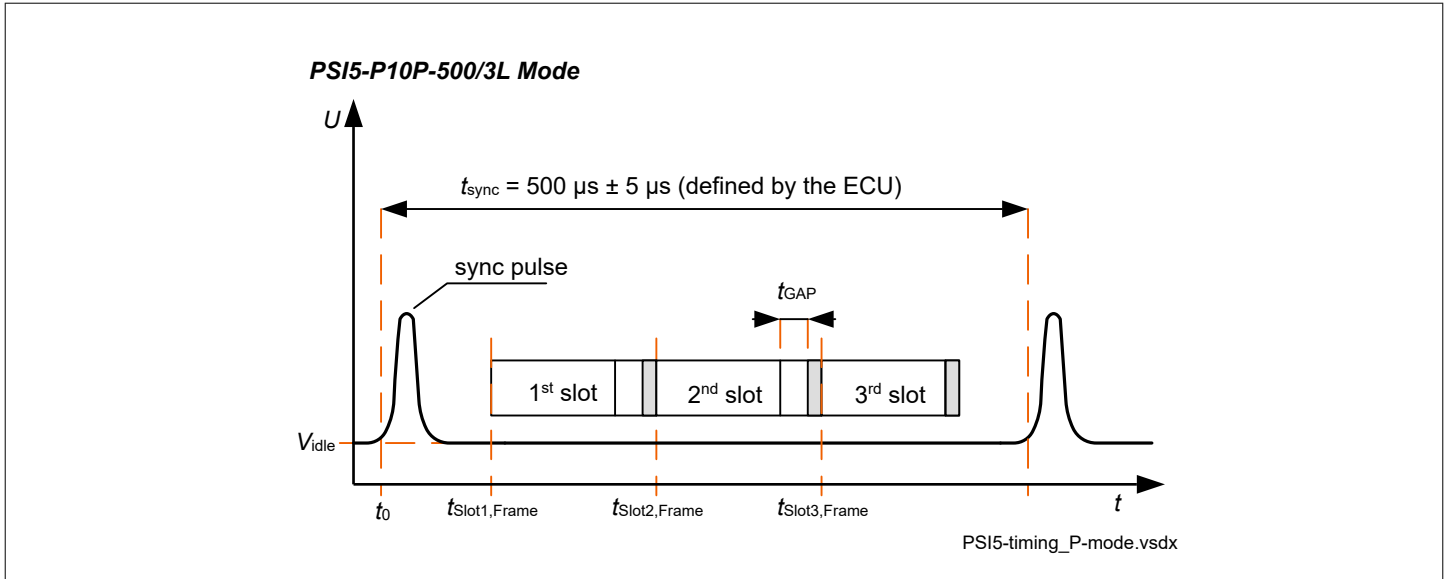 PSI5-P10P-500/3L Mode
U
tsync = 500 µs ± 5 µs (defined by the ECU)
sync pulse
tGAP
1st slot
2nd slot
3rd slot
Vidle
t0
tSlot1,Frame
tSlot2,Frame
tSlot3,Frame
t
PSI5-timing_P-mode.vsdx